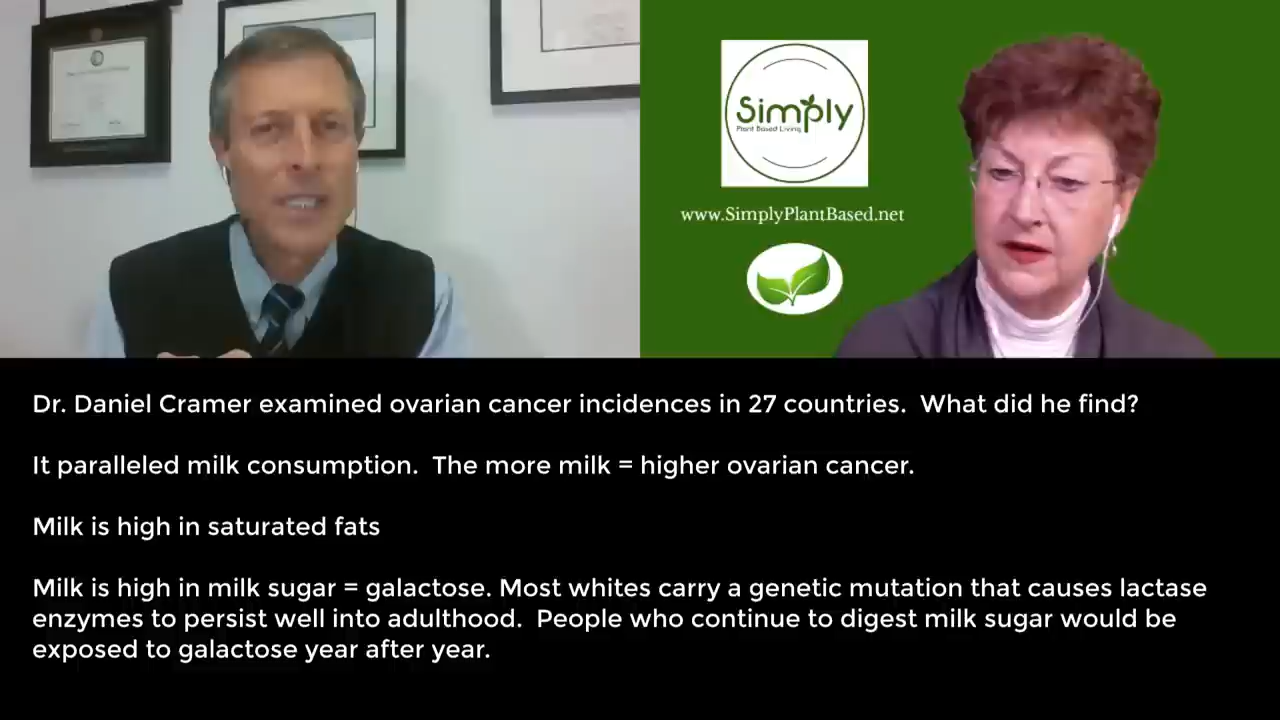 Simply
Plant Based Living
www.SimplyPlantBased.net
Dr. Daniel Cramer examined ovarian cancer incidences in 27 countries.  What did he find?
It paralleled milk consumption.  The more milk = higher ovarian cancer.
Milk is high in saturated fats
Milk is high in milk sugar = galactose. Most whites carry a genetic mutation that causes lactase
enzymes to persist well into adulthood.  People who continue to digest milk sugar would be
exposed to galactose year after year.